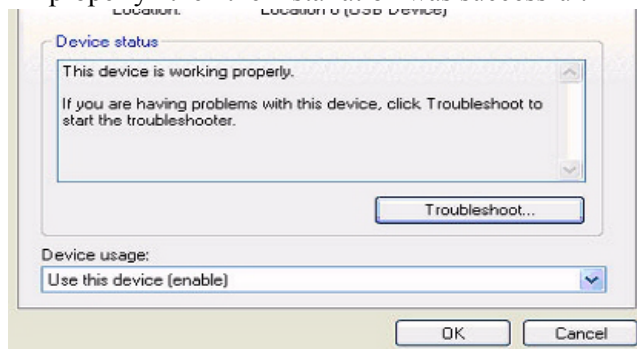 Location: Location 0 (USB Device)
Device status
This device is working properly.
If you are having problems with this device, click Troubleshoot to
start the troubleshooter.
Troubleshoot...
Device usage:
Use this device (enable)
OK Cancel